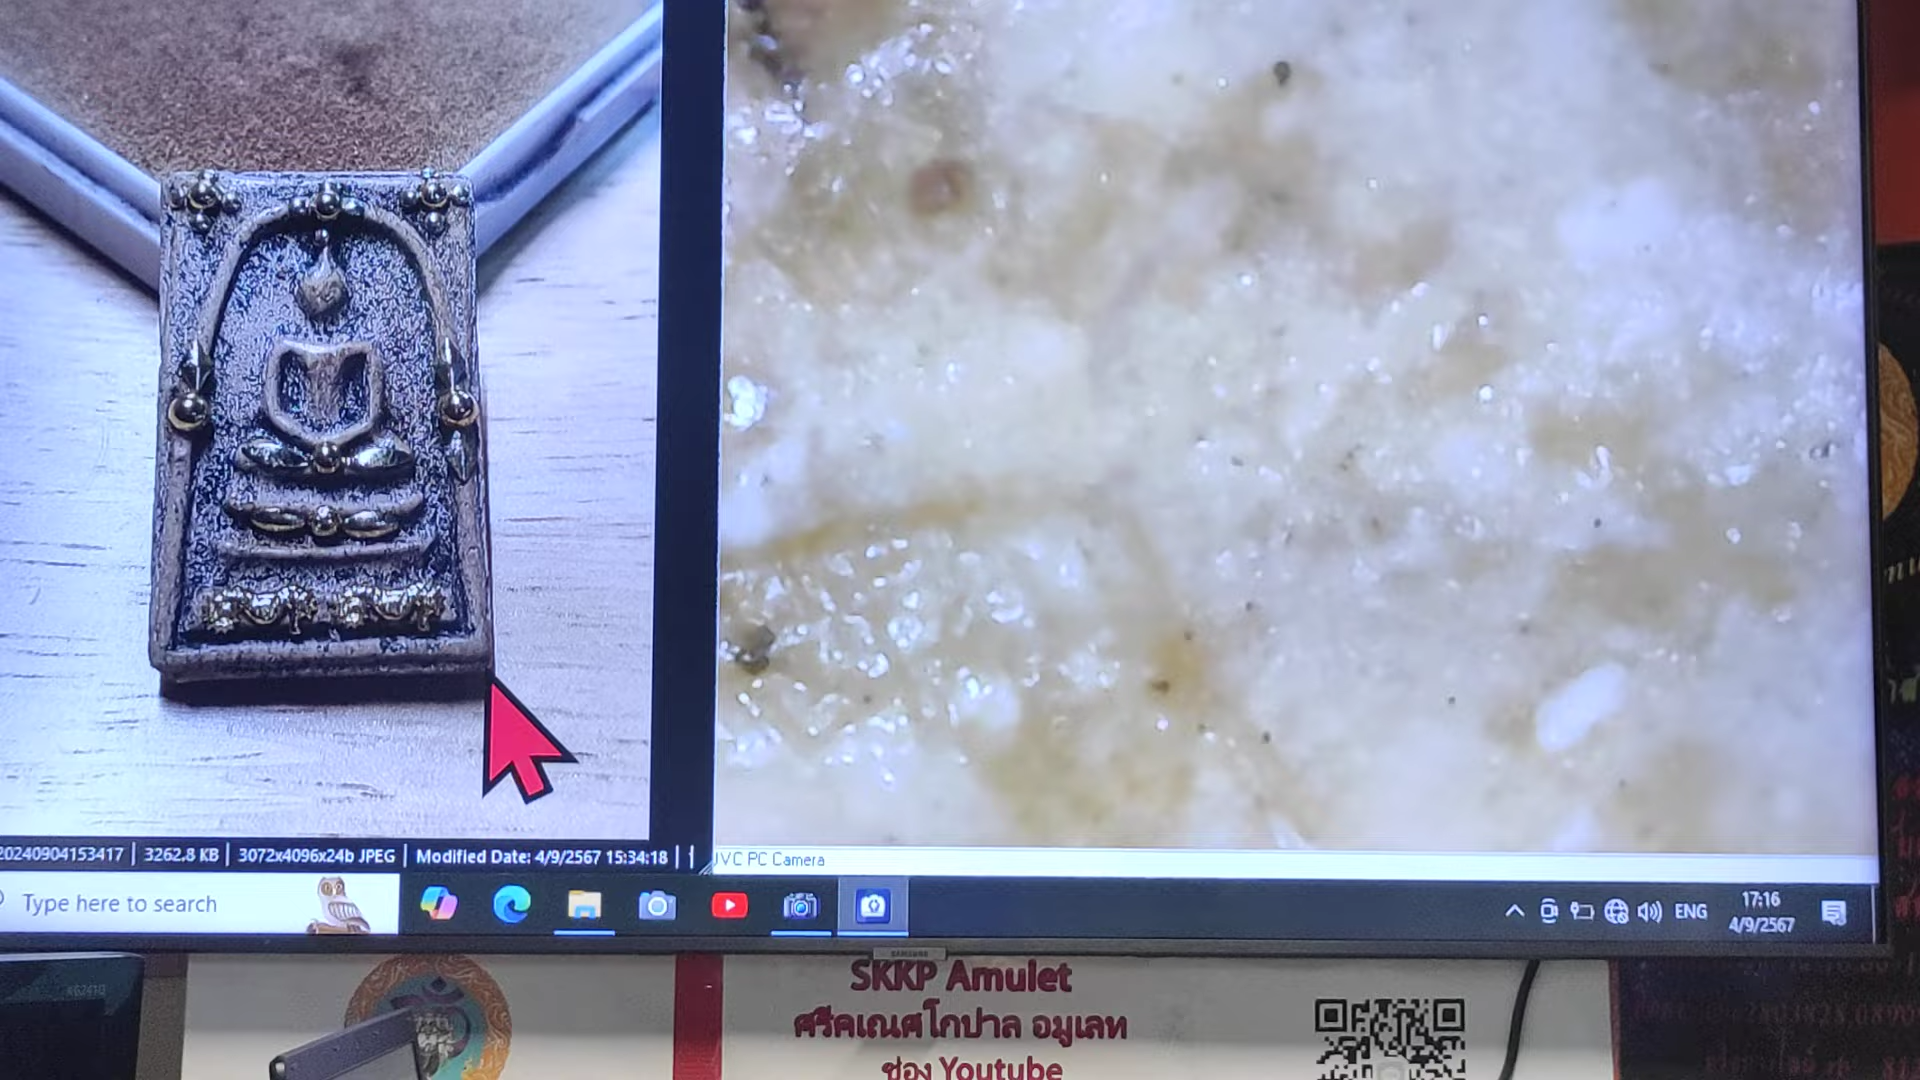 20240904153417 | 3262.8 KB | 3072x4096x24b JPEG | Modified Date: 4/9/2567 15:34:18 |
JVC PC Camera
Type here to search
ENG
17:16
4/9/2567
SAMSUNG
SKKP Amulet
ศรีคเณศโกปาล อมูเลท
ช่อง Youtube